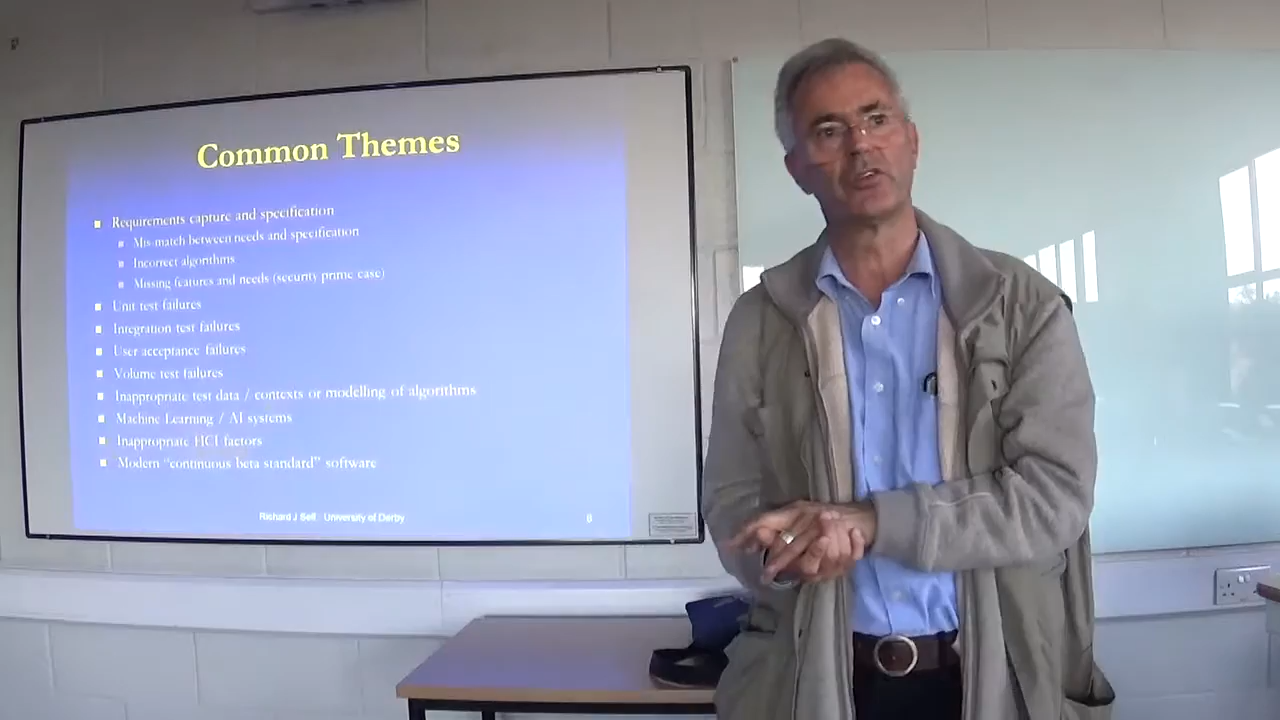 Common Themes
Requirements capture and specification
Mis-match between needs and specification
Incorrect algorithms
Missing features and needs (security prime case)
Unit test failures
Integration test failures
User acceptance failures
Volume test failures
Inappropriate test data / contexts or modelling of algorithms
Machine Learning / AI systems
Inappropriate HCI factors
Modern “continuous beta standard” software
Richard J Self - University of Derby